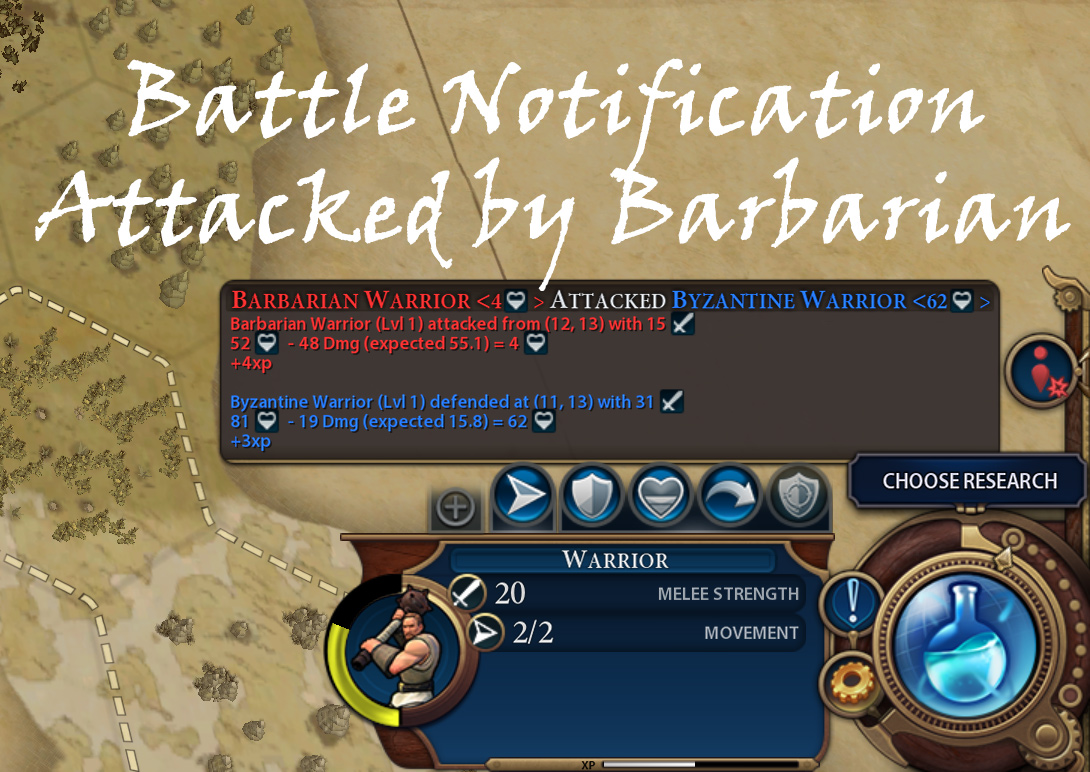 Battle Notification
Attacked by Barbarian
BARBARIAN WARRIOR <4 > ATTACKED BYZANTINE WARRIOR <62 >
Barbarian Warrior (Lvl 1) attacked from (12, 13) with 15
52 - 48 Dmg (expected 55.1) = 4
+4xp
Byzantine Warrior (Lvl 1) defended at (11, 13) with 31
81 - 19 Dmg (expected 15.8) = 62
+3xp
CHOOSE RESEARCH
WARRIOR
20 MELEE STRENGTH
2/2 MOVEMENT
XP